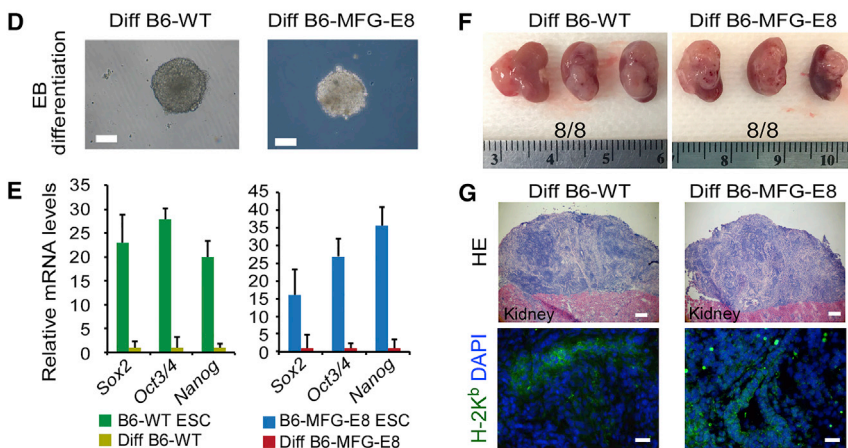 D
Diff B6-WT
Diff B6-MFG-E8
EB
differentiation
E
Relative mRNA levels
35
30
25
20
15
10
5
0
Sox2
Oct3/4
Nanog
45
40
35
30
25
20
15
10
5
0
Sox2
Oct3/4
Nanog
B6-WT ESC
Diff B6-WT
B6-MFG-E8 ESC
Diff B6-MFG-E8
F
Diff B6-WT
Diff B6-MFG-E8
8/8
8/8
3 4 5 6
7 8 9 10
G
Diff B6-WT
Diff B6-MFG-E8
HE
Kidney
Kidney
H-2Kᵇ DAPI